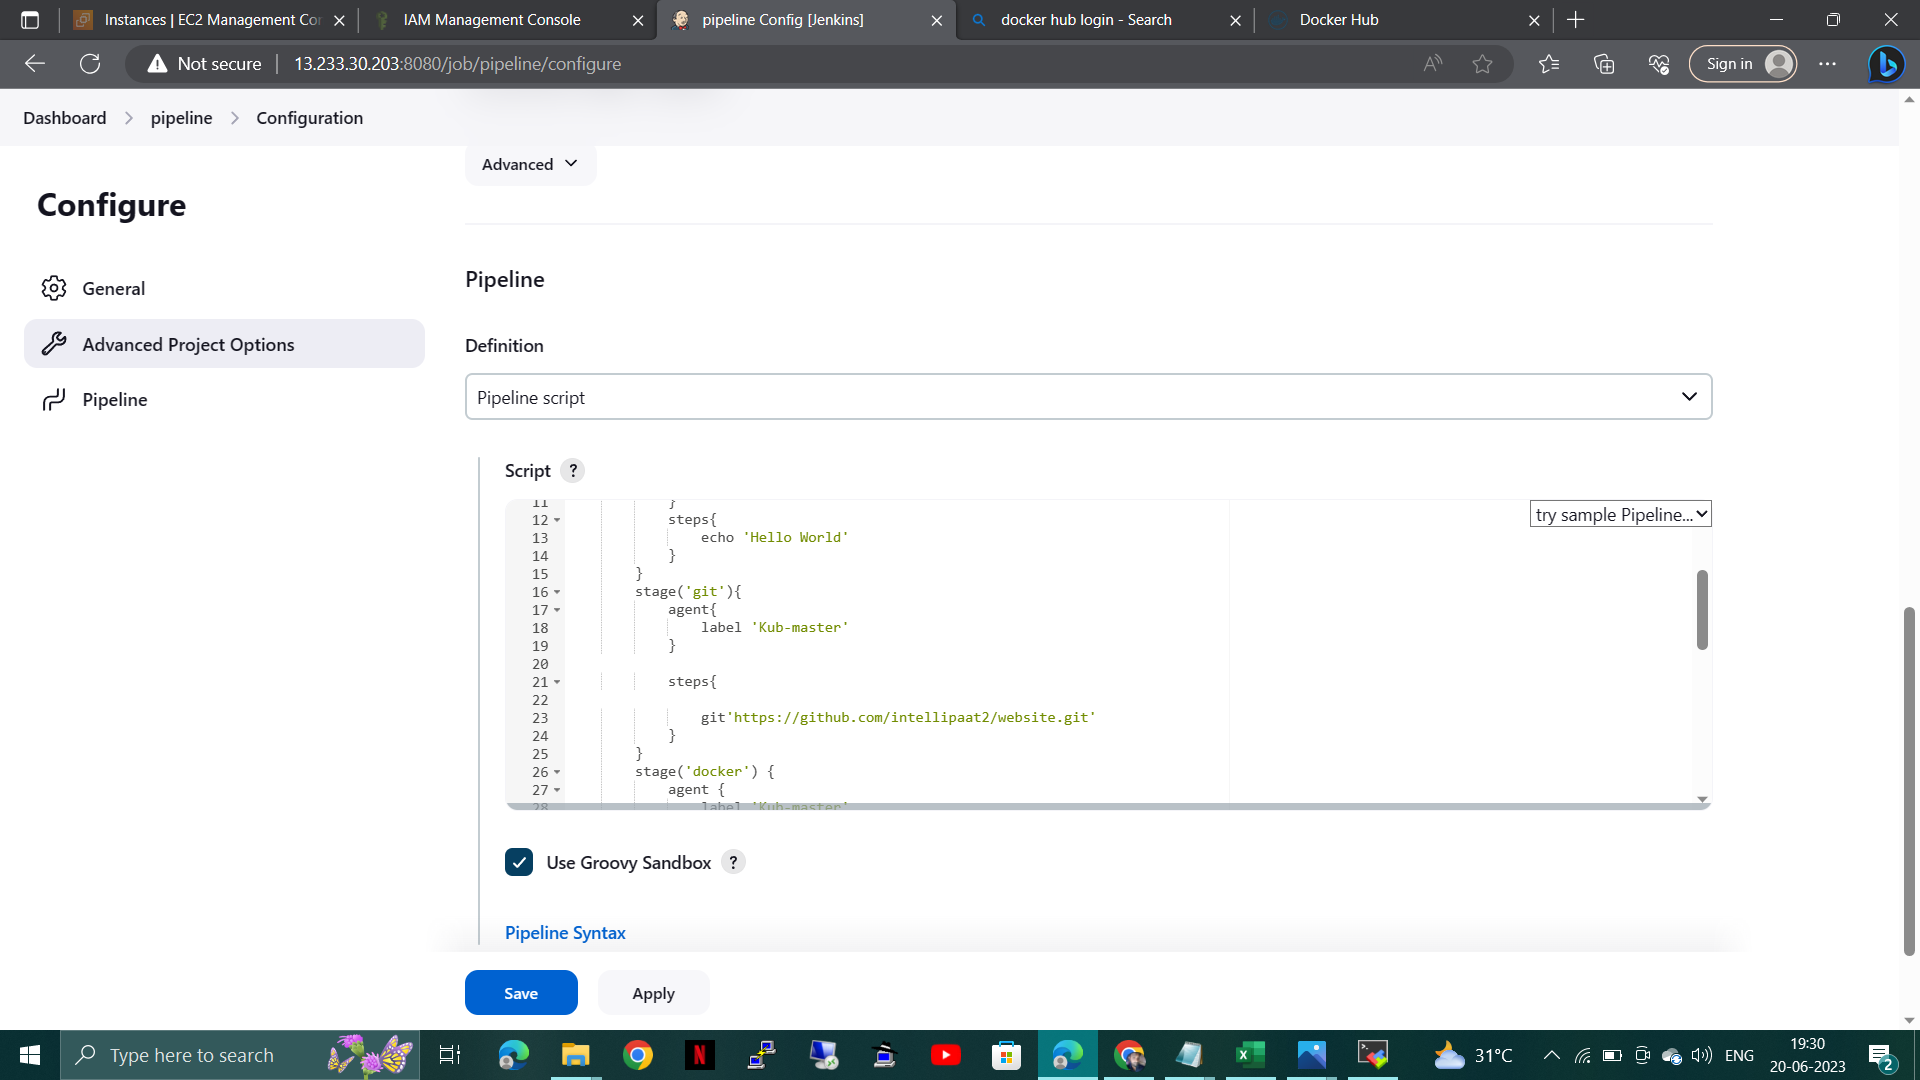 Instances | EC2 Management Cor
IAM Management Console
pipeline Config [Jenkins]
docker hub login - Search
Docker Hub
Not secure
13.233.30.203:8080/job/pipeline/configure
Sign in
Dashboard
pipeline
Configuration
Advanced
Configure
General
Advanced Project Options
Pipeline
Pipeline
Definition
Pipeline script
Script ?
try sample Pipeline...
11 }
12 steps{
13 echo 'Hello World'
14 }
15 }
16 stage('git'){
17 agent{
18 label 'Kub-master'
19 }
20
21 steps{
22
23 git'https://github.com/intellipaat2/website.git'
24 }
25 }
26 stage('docker') {
27 agent {
28 label 'Kub-master'
Use Groovy Sandbox ?
Pipeline Syntax
Save
Apply
Type here to search
31°C
ENG
19:30
20-06-2023
2